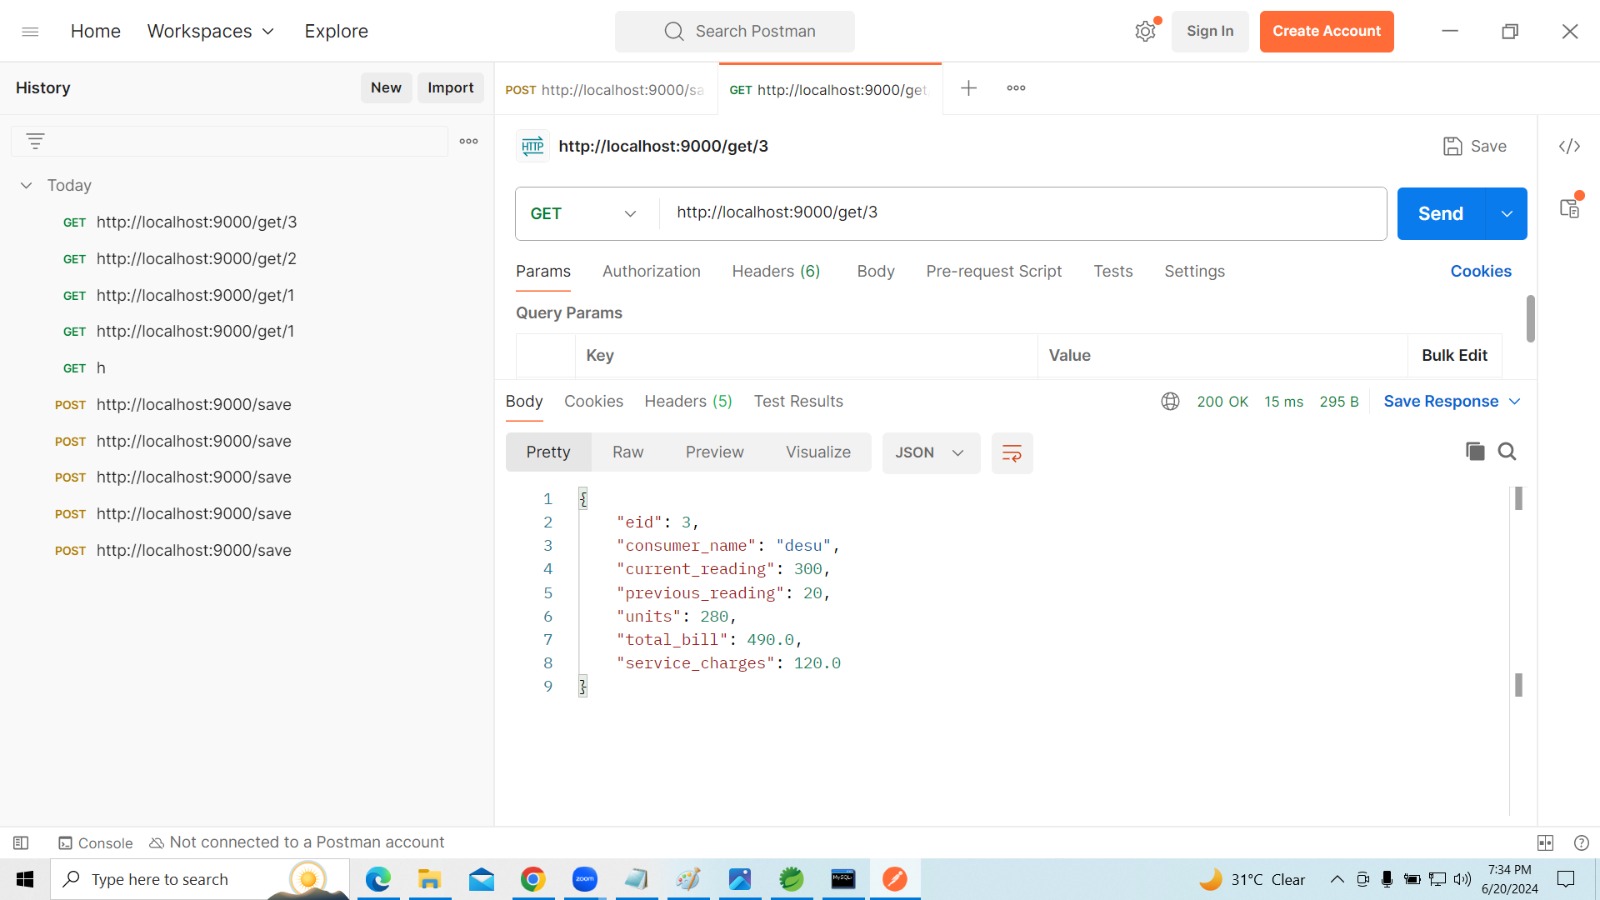 Home Workspaces Explore Search Postman Sign In Create Account
History New Import
POST http://localhost:9000/sa GET http://localhost:9000/get.
HTTP http://localhost:9000/get/3 Save
Today
GET http://localhost:9000/get/3
GET http://localhost:9000/get/2
GET http://localhost:9000/get/1
GET http://localhost:9000/get/1
GET h
POST http://localhost:9000/save
POST http://localhost:9000/save
POST http://localhost:9000/save
POST http://localhost:9000/save
POST http://localhost:9000/save
GET http://localhost:9000/get/3 Send
Params Authorization Headers (6) Body Pre-request Script Tests Settings Cookies
Query Params
Key Value Bulk Edit
Body Cookies Headers (5) Test Results 200 OK 15 ms 295 B Save Response
Pretty Raw Preview Visualize JSON
1 {
2 "eid": 3,
3 "consumer_name": "desu",
4 "current_reading": 300,
5 "previous_reading": 20,
6 "units": 280,
7 "total_bill": 490.0,
8 "service_charges": 120.0
9 }
Console Not connected to a Postman account
Type here to search zoom MySQL 31°C Clear 7:34 PM
6/20/2024